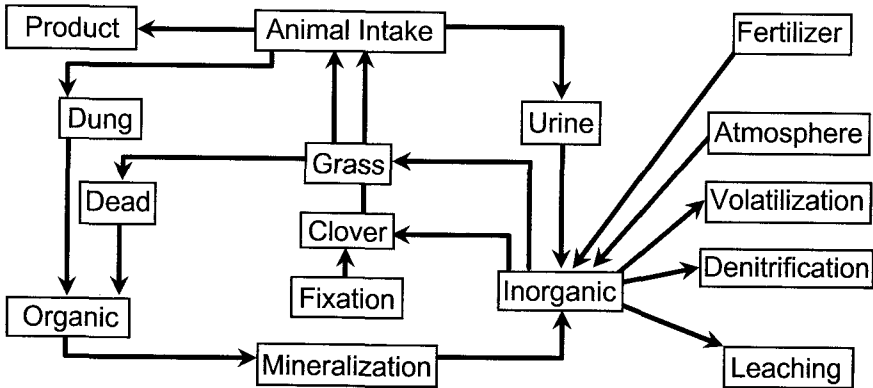 Product
Animal Intake
Fertilizer
Dung
Urine
Atmosphere
Grass
Dead
Volatilization
Clover
Denitrification
Fixation
Inorganic
Organic
Mineralization
Leaching